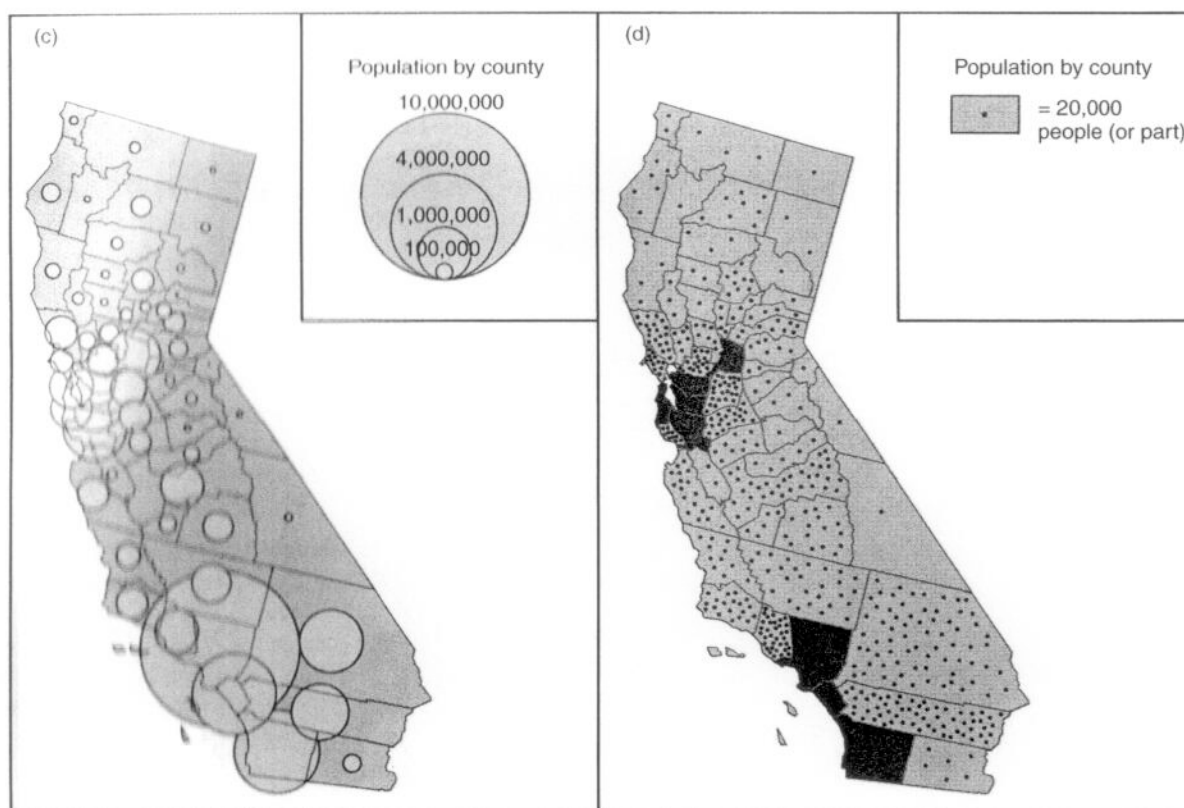 (c)
Population by county
10,000,000
4,000,000
1,000,000
100,000
(d)
Population by county
= 20,000
people (or part)